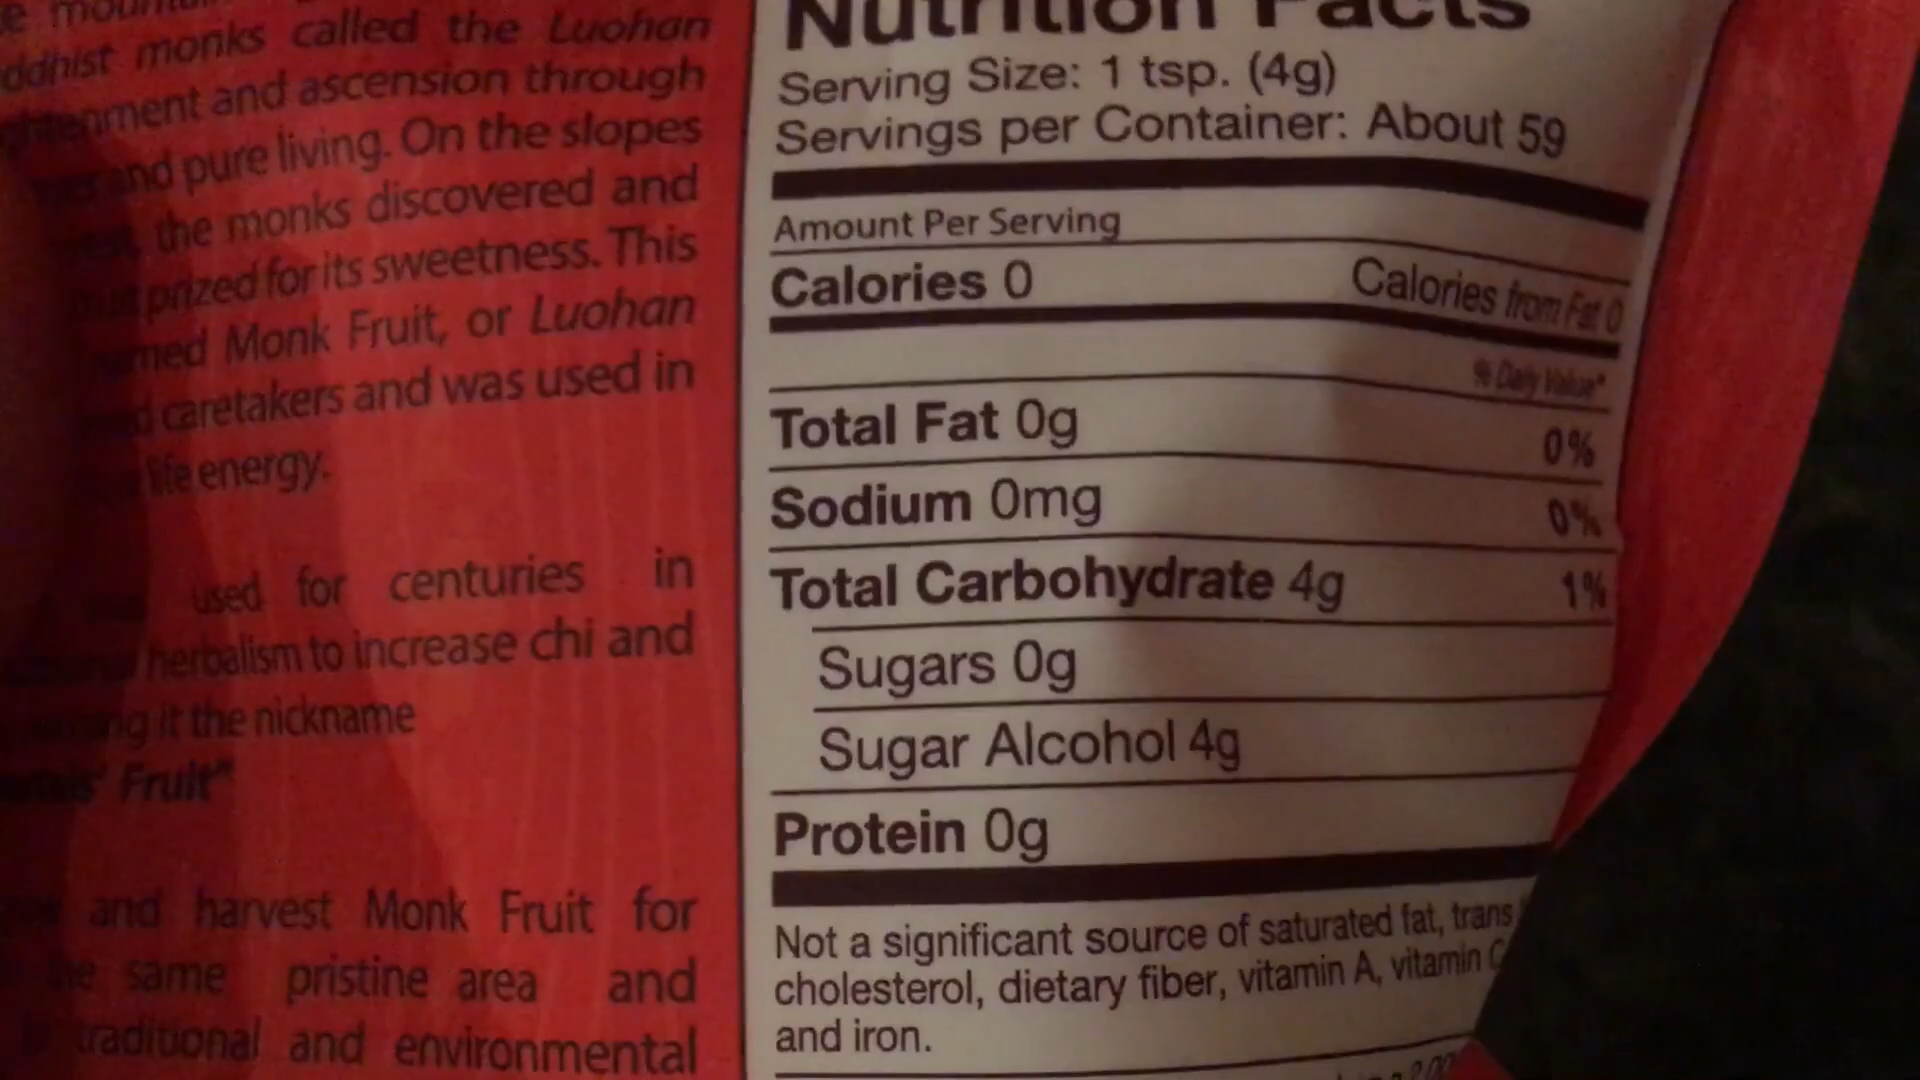 ddhist monks called the Luohan
and ascension through
and pure living. On the slopes
the monks discovered and
prized for its sweetness. This
Monk Fruit, or Luohan
caretakers and was used in
life energy.
used for centuries in
herbalism to increase chi and
it the nickname
Fruit"
and harvest Monk Fruit for
same pristine area and
traditional and environmental
Nutrition Facts
Serving Size: 1 tsp. (4g)
Servings per Container: About 59
Amount Per Serving
Calories 0 Calories from Fat 0
% Daily Value*
Total Fat 0g 0%
Sodium 0mg 0%
Total Carbohydrate 4g 1%
Sugars 0g
Sugar Alcohol 4g
Protein 0g
Not a significant source of saturated fat, trans
cholesterol, dietary fiber, vitamin A, vitamin C
and iron.